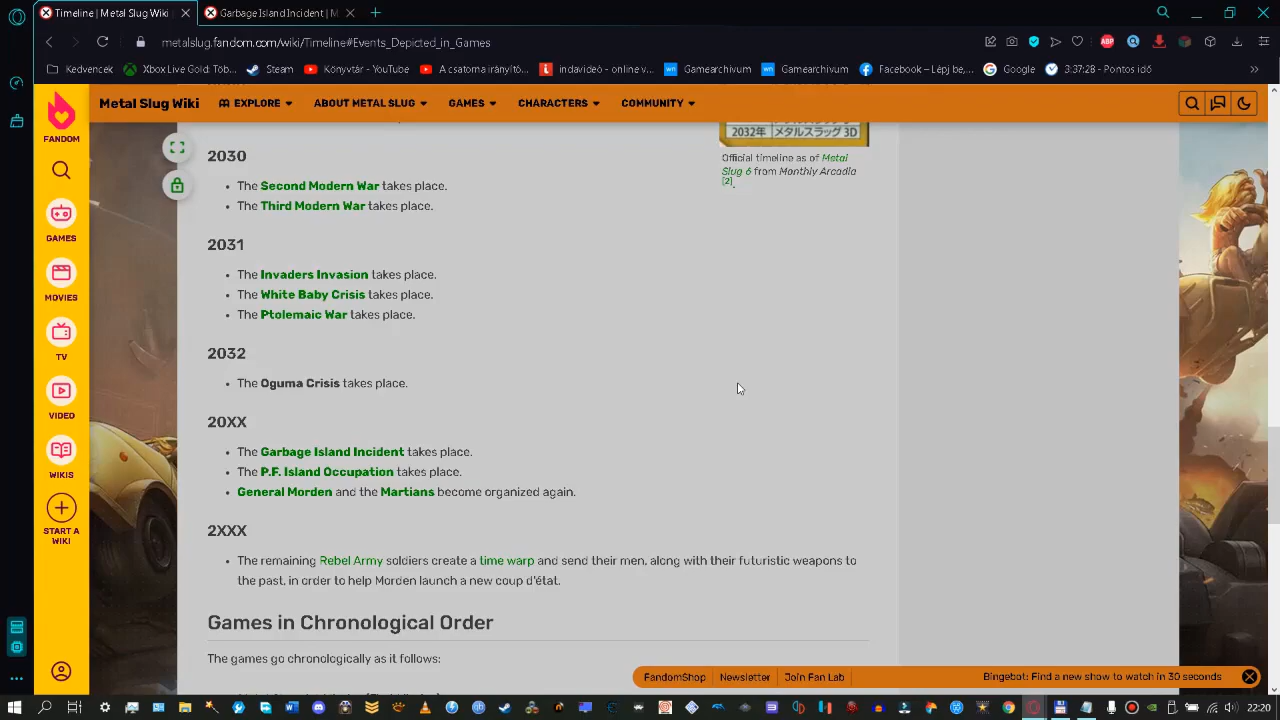 Timeline | Metal Slug Wiki
Garbage Island Incident | M
metalslug.fandom.com/wiki/Timeline#Events_Depicted_in_Games
ABP
Kedvencek
Xbox Live Gold: Töb...
Steam
Könyvtár - YouTube
A csatorna irányító...
indavideó - online v...
Gamearchivum
Gamearchivum
Facebook – Lépj be,...
Google
3:37:28 - Pontos idő
Metal Slug Wiki
EXPLORE
ABOUT METAL SLUG
GAMES
CHARACTERS
COMMUNITY
FANDOM
GAMES
MOVIES
TV
VIDEO
WIKIS
START A
WIKI
2032年 メタルスラッグ 3D
Official timeline as of Metal
Slug 6 from Monthly Arcadia
[2].
2030
The Second Modern War takes place.
The Third Modern War takes place.
2031
The Invaders Invasion takes place.
The White Baby Crisis takes place.
The Ptolemaic War takes place.
2032
The Oguma Crisis takes place.
20XX
The Garbage Island Incident takes place.
The P.F. Island Occupation takes place.
General Morden and the Martians become organized again.
2XXX
The remaining Rebel Army soldiers create a time warp and send their men, along with their futuristic weapons to
the past, in order to help Morden launch a new coup d'état.
Games in Chronological Order
The games go chronologically as it follows:
FandomShop
Newsletter
Join Fan Lab
Bingebot: Find a new show to watch in 30 seconds
22:20